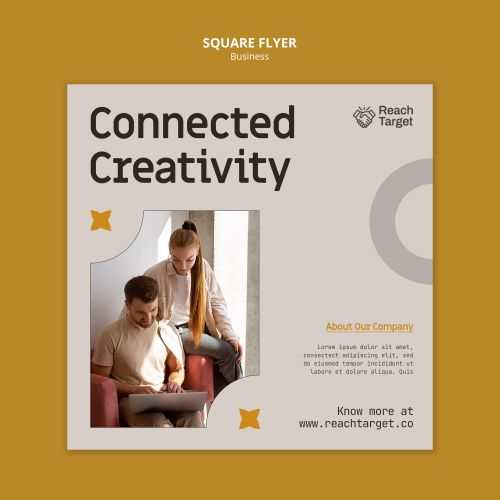 SQUARE FLYER
Business
Connected
Creativity
Reach
Target
About Our Company
Lorem ipsum dolor sit amet,
consectetur adipiscing elit, sed
do eiusmod tempor incididunt ut
labore et dolore aliqua. Quis
Know more at
www.reachtarget.co